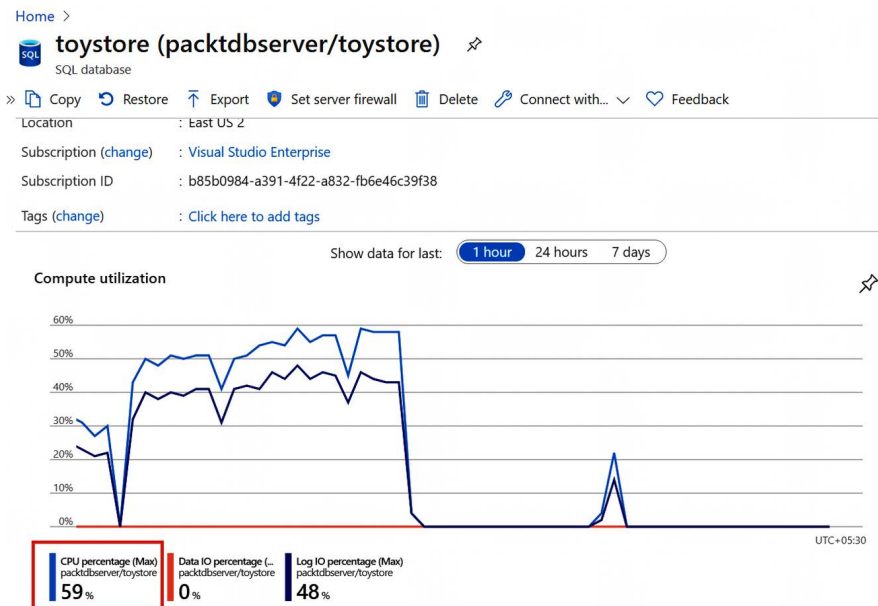 Home >
SQL
toystore (packtdbserver/toystore)
SQL database
» Copy Restore Export Set server firewall Delete Connect with... Feedback
Location : East US 2
Subscription (change) : Visual Studio Enterprise
Subscription ID : b85b0984-a391-4f22-a832-fb6e46c39f38
Tags (change) : Click here to add tags
Show data for last: 1 hour 24 hours 7 days
Compute utilization
60%
50%
40%
30%
20%
10%
0%
UTC+05:30
CPU percentage (Max)
packtdbserver/toystore
59 %
Data IO percentage (...
packtdbserver/toystore
0 %
Log IO percentage (Max)
packtdbserver/toystore
48 %